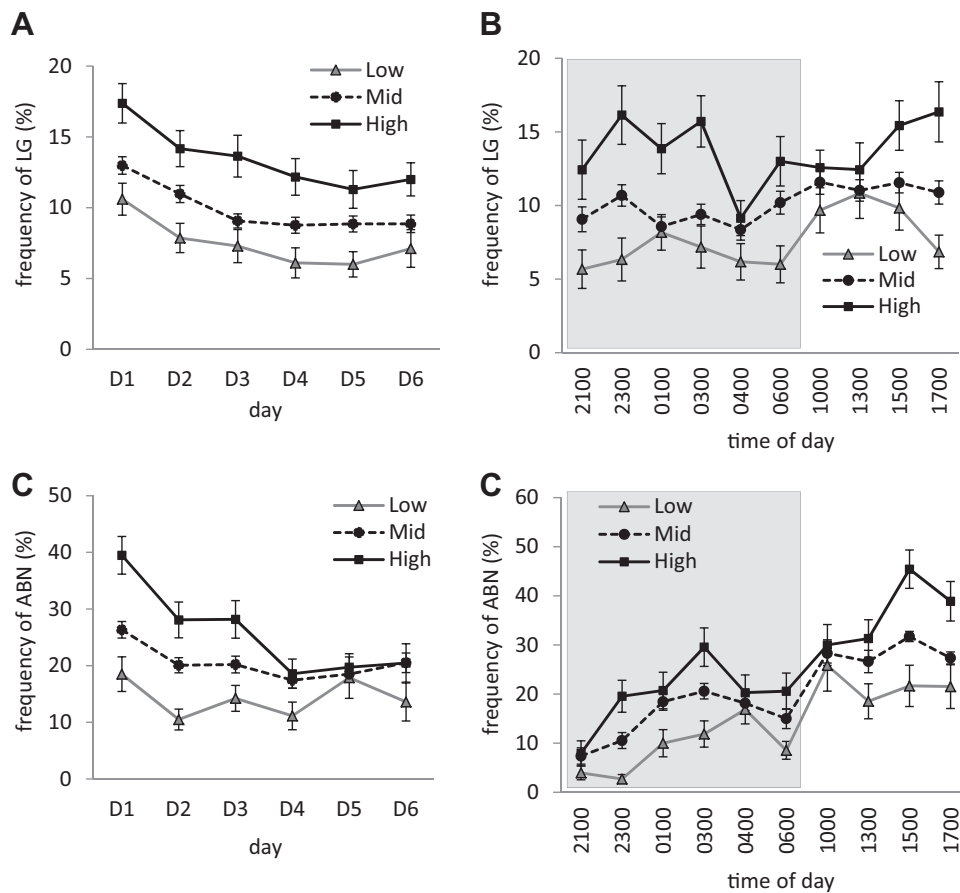 A
frequency of LG (%)
20
15
10
5
0
Low
Mid
High
D1 D2 D3 D4 D5 D6
day
B
frequency of LG (%)
20
15
10
5
0
Low
Mid
High
2100 2300 0100 0300 0400 0600 1000 1300 1500 1700
time of day
C
frequency of ABN (%)
50
40
30
20
10
0
Low
Mid
High
D1 D2 D3 D4 D5 D6
day
C
frequency of ABN (%)
60
50
40
30
20
10
0
Low
Mid
High
2100 2300 0100 0300 0400 0600 1000 1300 1500 1700
time of day